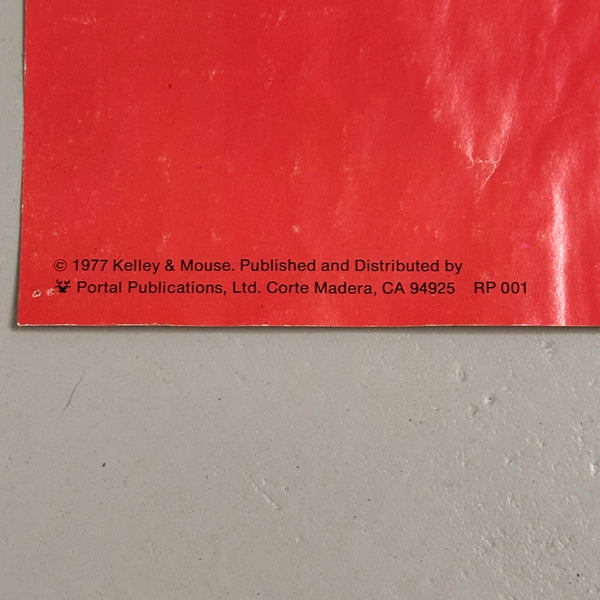 © 1977 Kelley & Mouse. Published and Distributed by
Portal Publications, Ltd. Corte Madera, CA 94925 RP 001